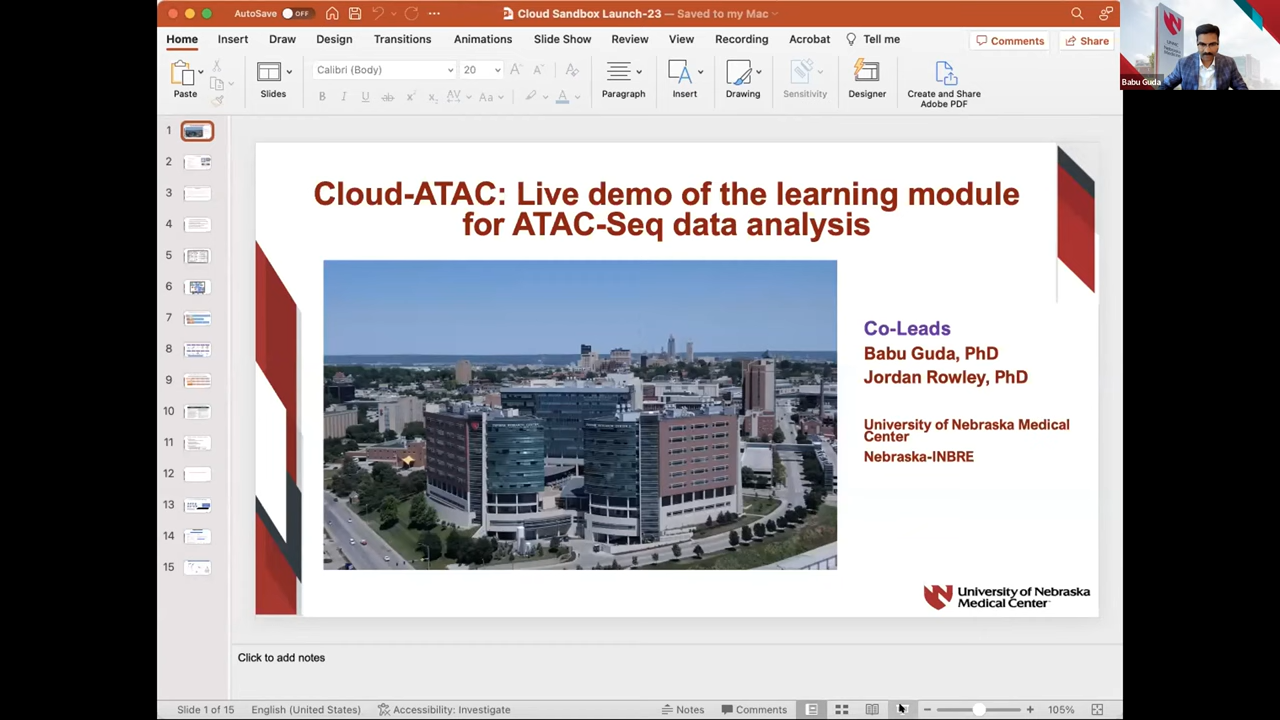 AutoSave OFF
Cloud Sandbox Launch-23 — Saved to my Mac
Home Insert Draw Design Transitions Animations Slide Show Review View Recording Acrobat Tell me
Comments Share
Calibri (Body) 20
Paste
Slides
B I U ab x² x₂ AV Aa A
Paragraph
Insert
Drawing
Sensitivity
Designer
Create and Share
Adobe PDF
Babu Guda
1
2
3
4
5
6
7
8
9
10
11
12
13
14
15
Cloud-ATAC: Live demo of the learning module
for ATAC-Seq data analysis
Co-Leads
Babu Guda, PhD
Jordan Rowley, PhD
University of Nebraska Medical
Center
Nebraska-INBRE
University of Nebraska
Medical Center
Click to add notes
Slide 1 of 15 English (United States) Accessibility: Investigate Notes Comments 105%